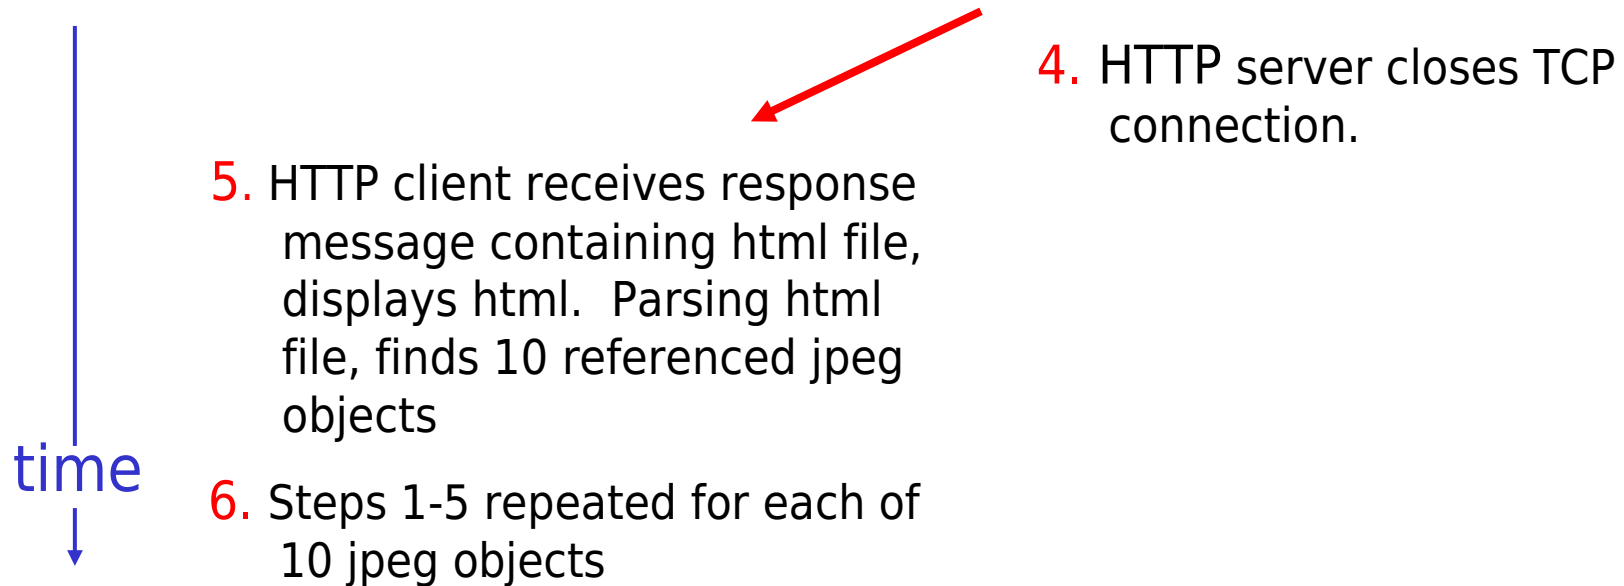 4. HTTP server closes TCP
connection.
5. HTTP client receives response
message containing html file,
displays html.  Parsing html
file, finds 10 referenced jpeg
objects
time
6. Steps 1-5 repeated for each of
10 jpeg objects